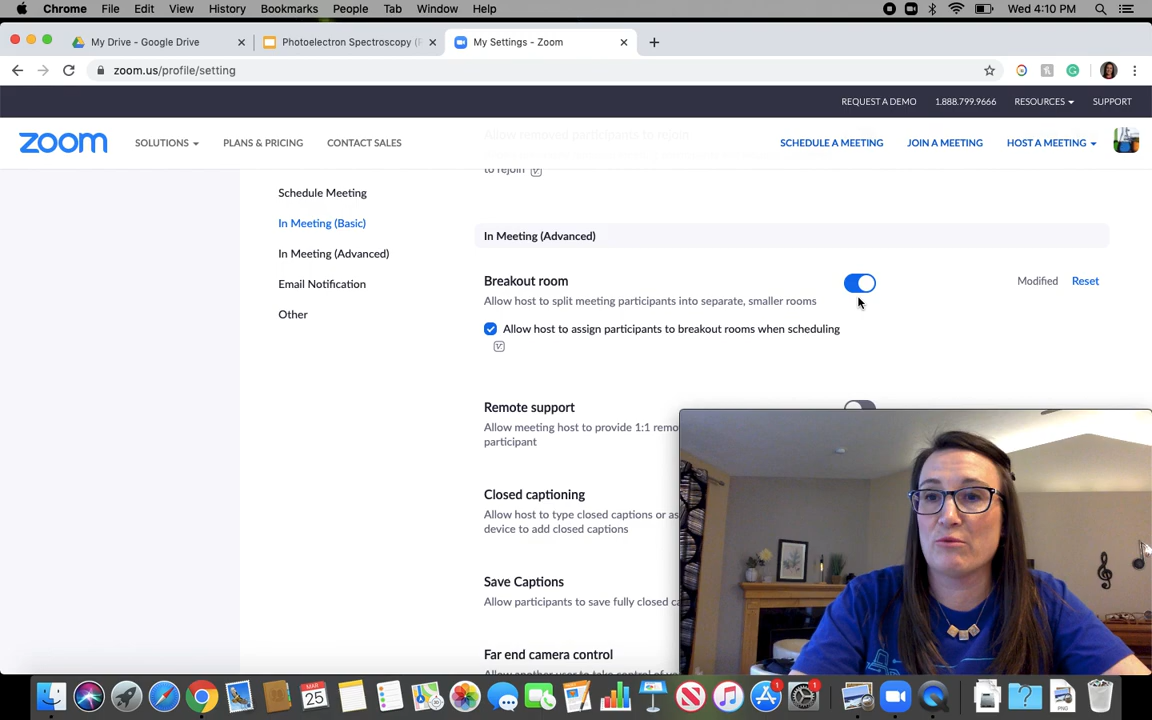 Chrome File Edit View History Bookmarks People Tab Window Help Wed 4:10 PM
My Drive - Google Drive Photoelectron Spectroscopy ( My Settings - Zoom
zoom.us/profile/setting
REQUEST A DEMO 1.888.799.9666 RESOURCES SUPPORT
zoom SOLUTIONS PLANS & PRICING CONTACT SALES SCHEDULE A MEETING JOIN A MEETING HOST A MEETING
Allow removed participants to rejoin
to rejoin
Schedule Meeting
In Meeting (Basic)
In Meeting (Advanced)
Email Notification
Other
In Meeting (Advanced)
Breakout room Modified Reset
Allow host to split meeting participants into separate, smaller rooms
Allow host to assign participants to breakout rooms when scheduling
Remote support
Allow meeting host to provide 1:1
participant
Closed captioning
Allow host to type closed captions or
device to add closed captions
Save Captions
Allow participants to save fully closed
Far end camera control
MAR
25
1
1
PNG